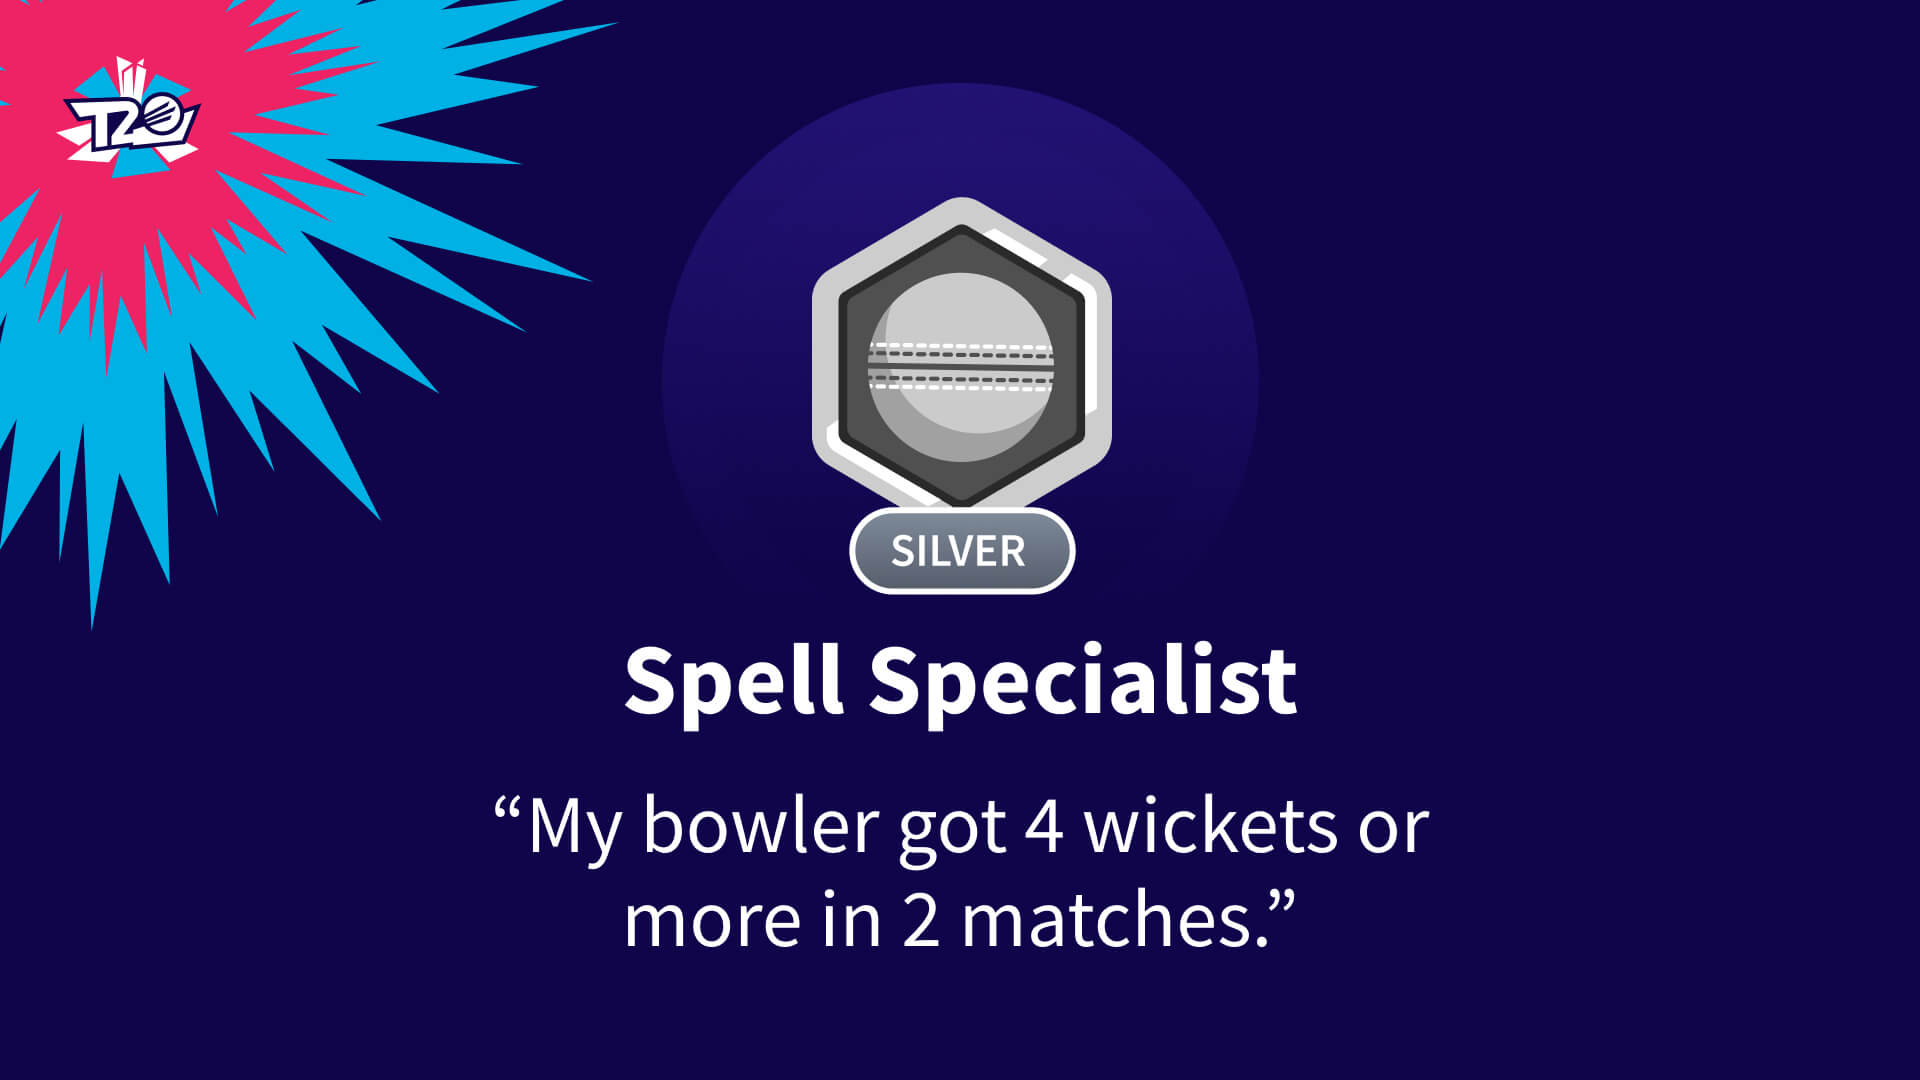 T20
SILVER
Spell Specialist
“My bowler got 4 wickets or
more in 2 matches.”